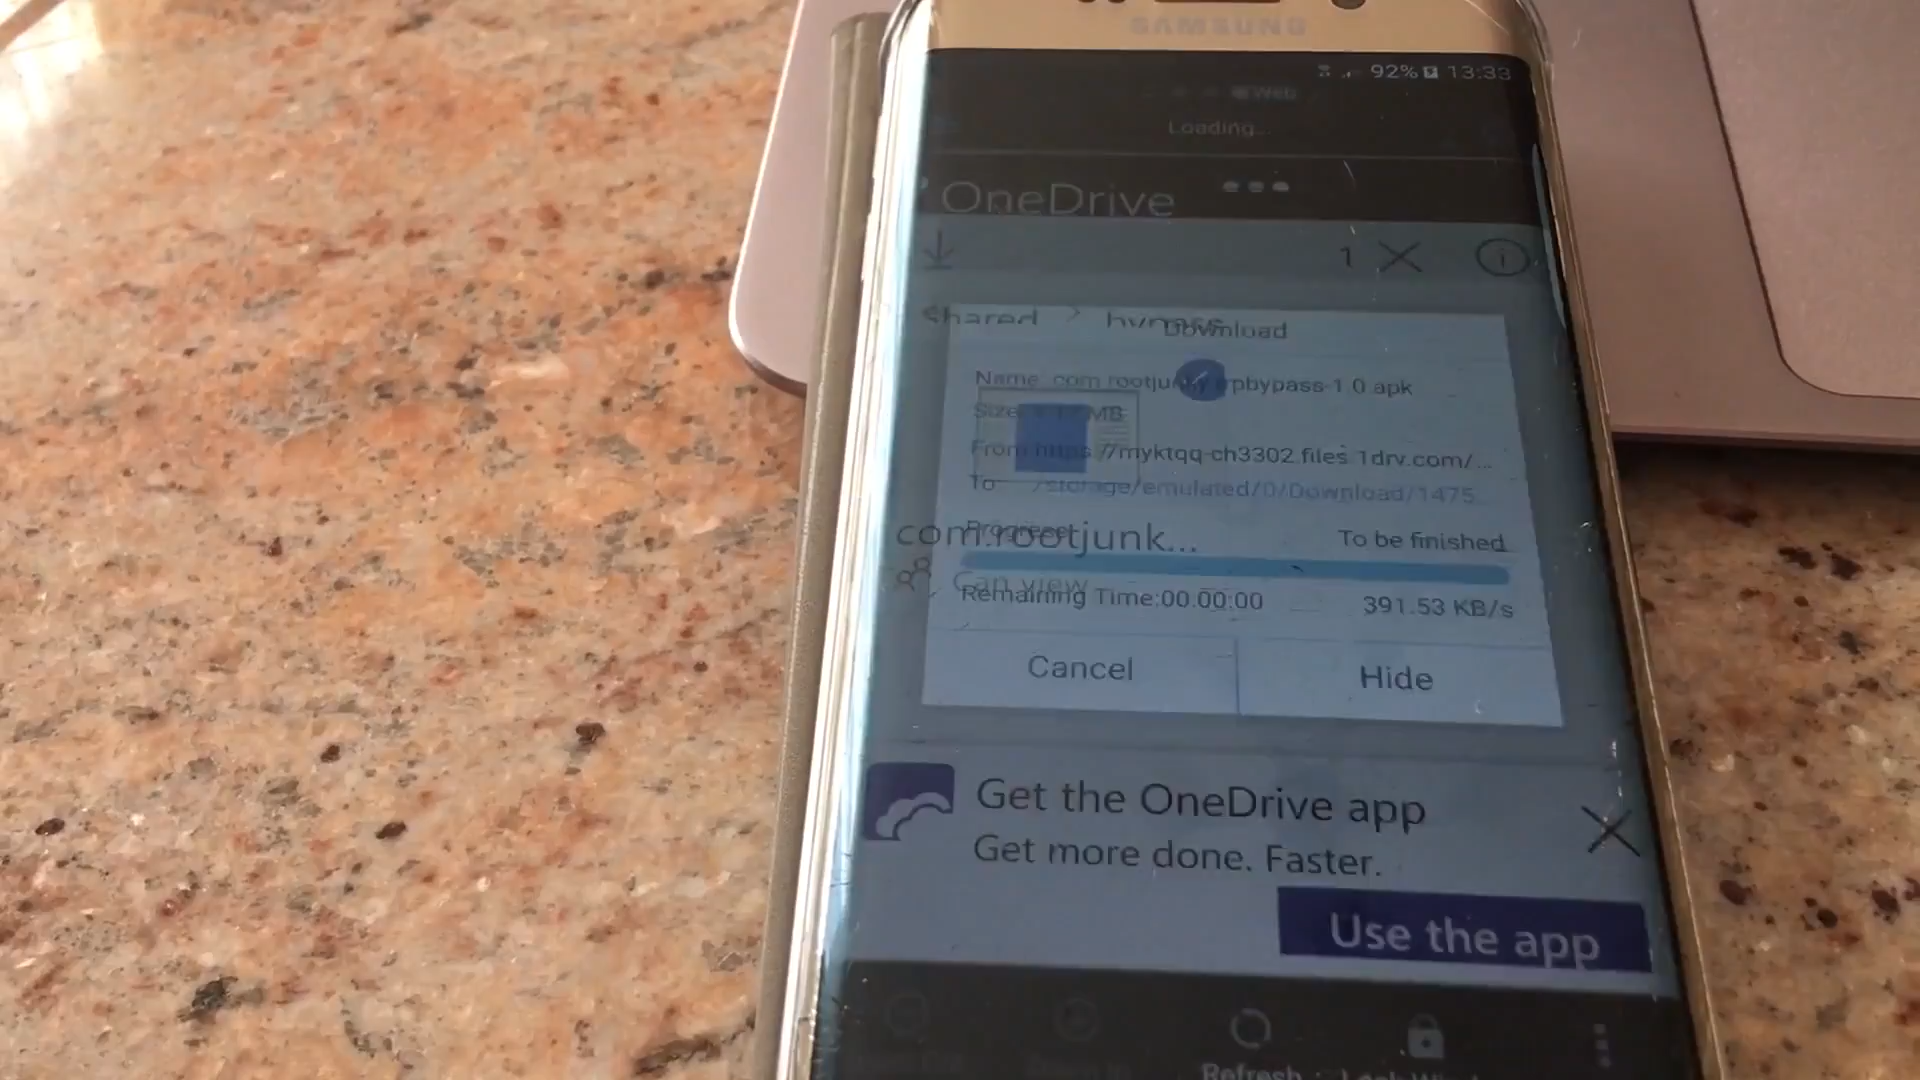 SAMSUNG
92% 13:33
Web
Loading...
OneDrive
1
Shared > bypass
Download
Name com.rootjunky.frpbypass-1.0.apk
Size MB
From https://myktqq-ch3302.files.1drv.com/...
To /storage/emulated/0/Download/1475...
Progress To be finished
com.rootjunk...
Can view
Remaining Time:00:00:00 391.53 KB/s
Cancel Hide
Get the OneDrive app
Get more done. Faster.
Use the app
Refresh